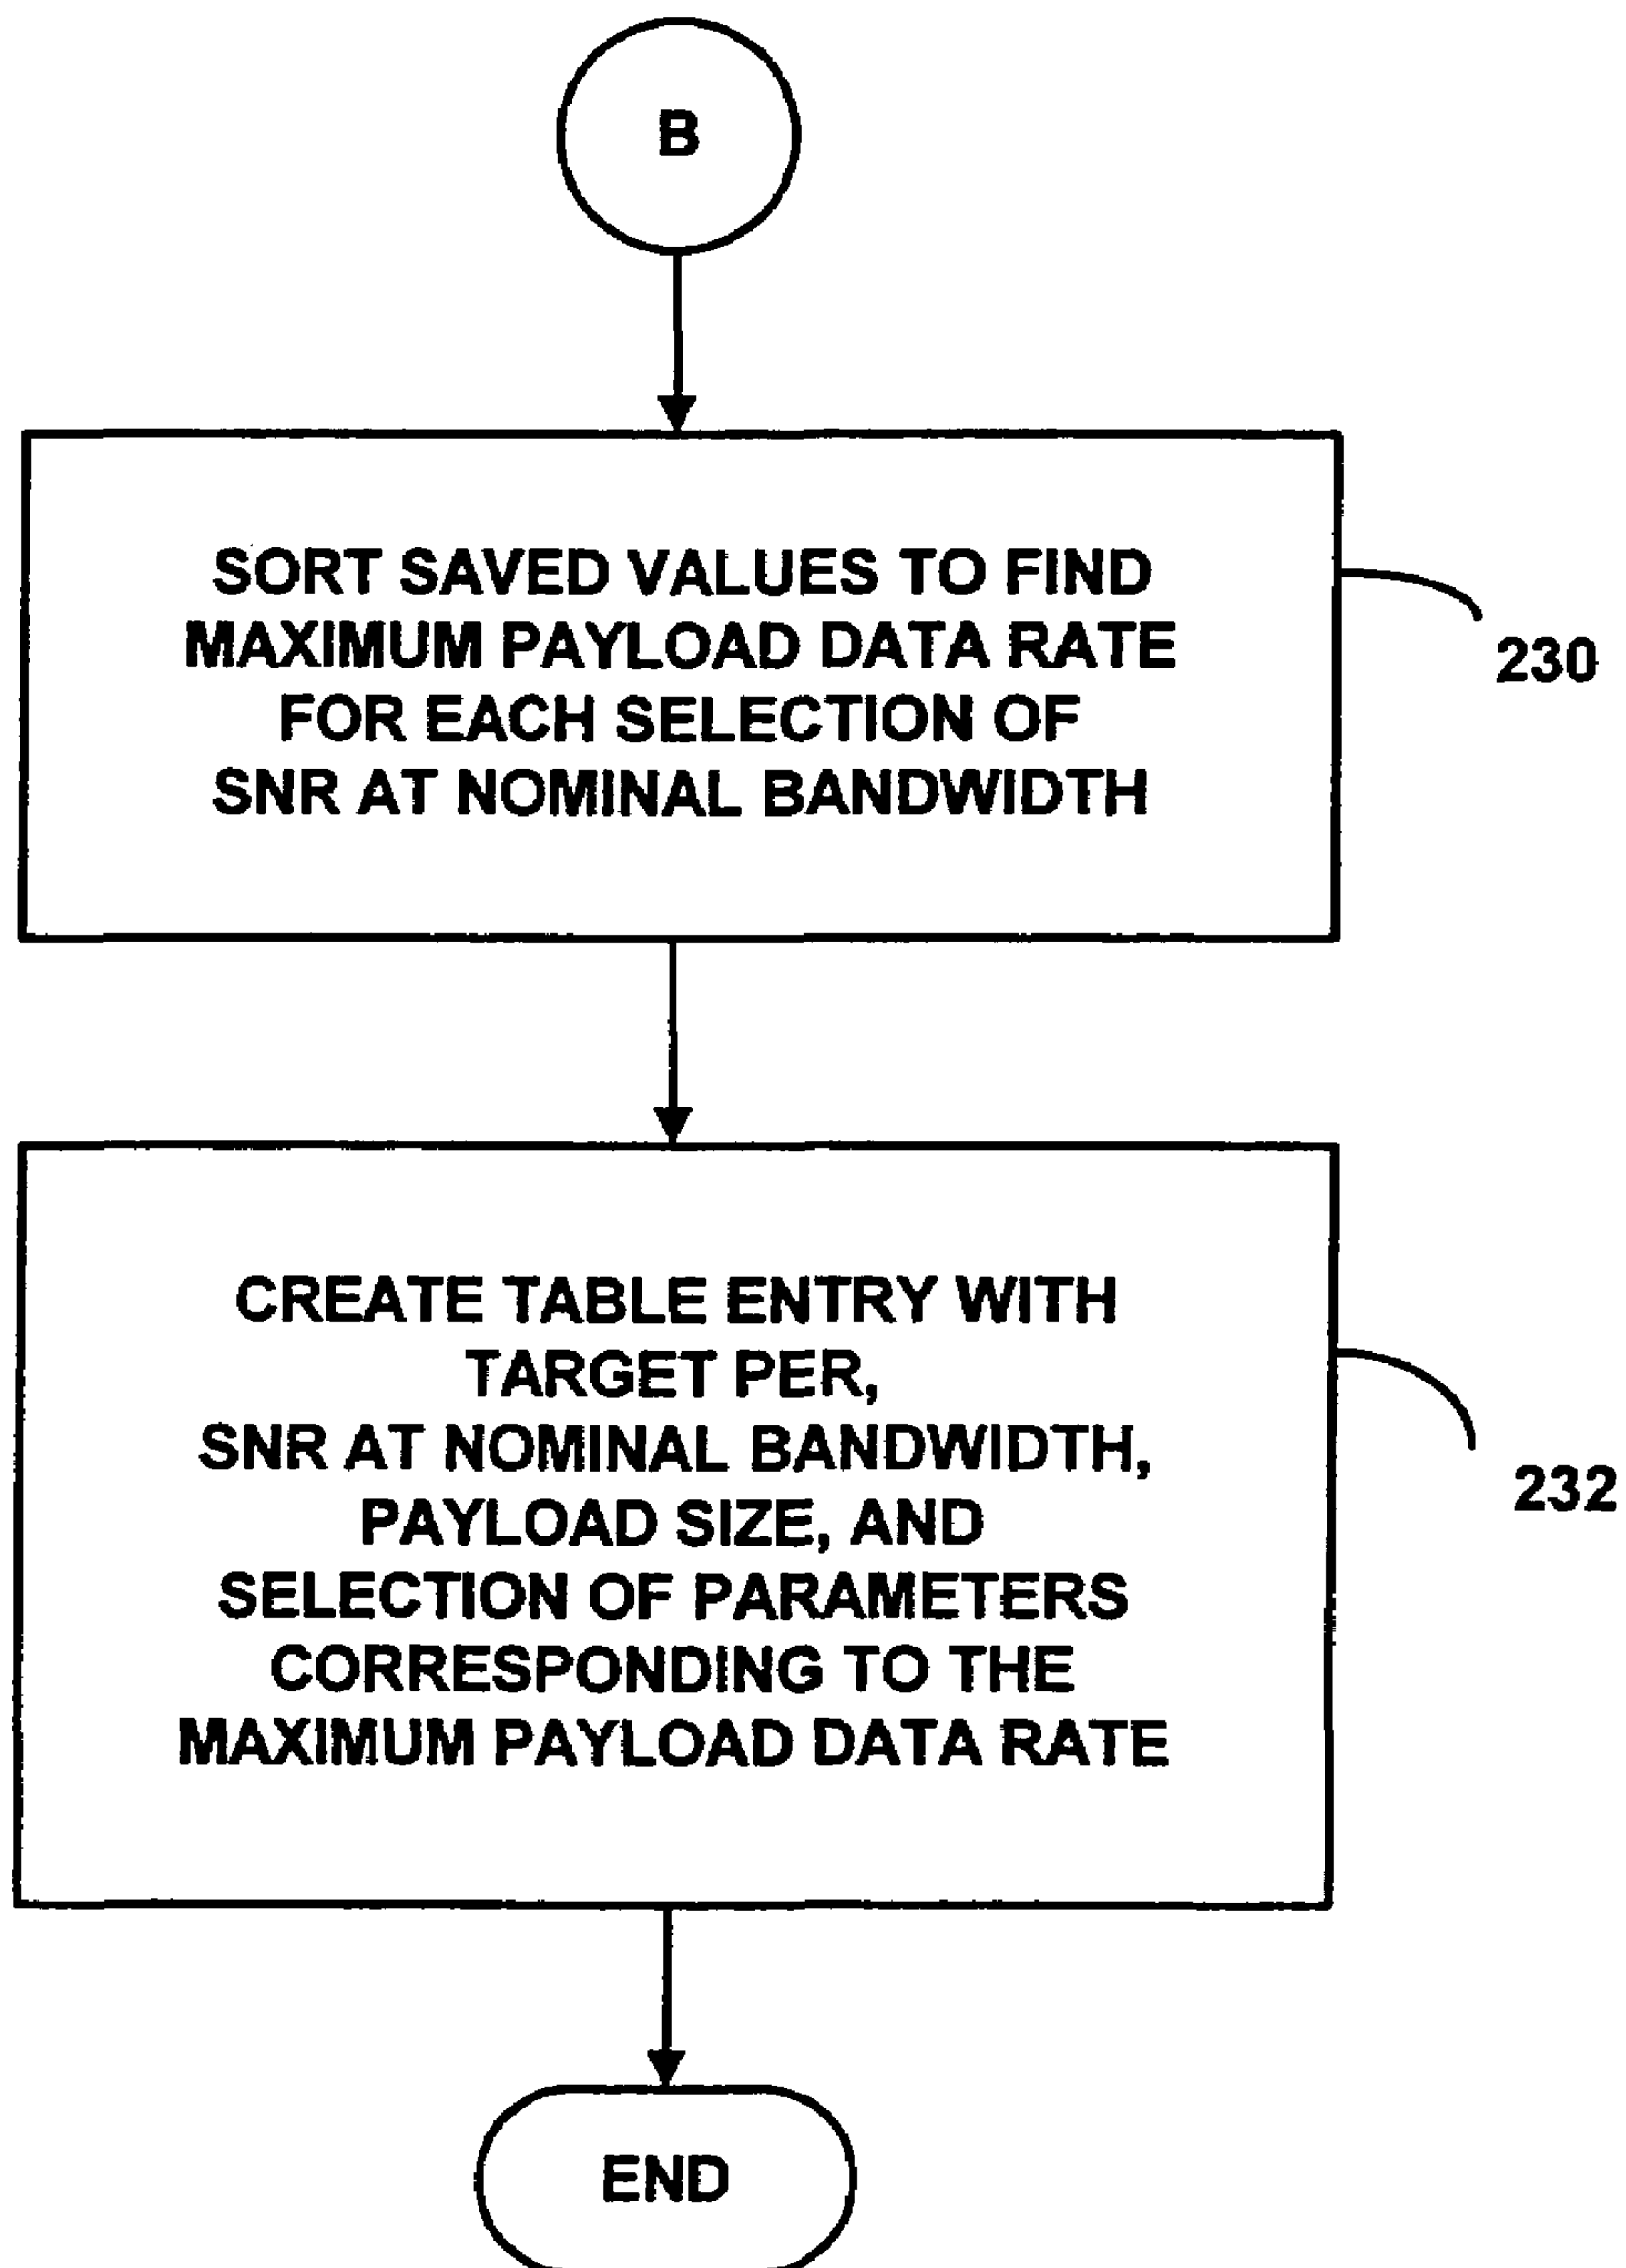 B
SORT SAVED VALUES TO FIND
MAXIMUM PAYLOAD DATA RATE
FOR EACH SELECTION OF
SNR AT NOMINAL BANDWIDTH
230
CREATE TABLE ENTRY WITH
TARGET PER,
SNR AT NOMINAL BANDWIDTH,
PAYLOAD SIZE, AND
SELECTION OF PARAMETERS
CORRESPONDING TO THE
MAXIMUM PAYLOAD DATA RATE
232
END